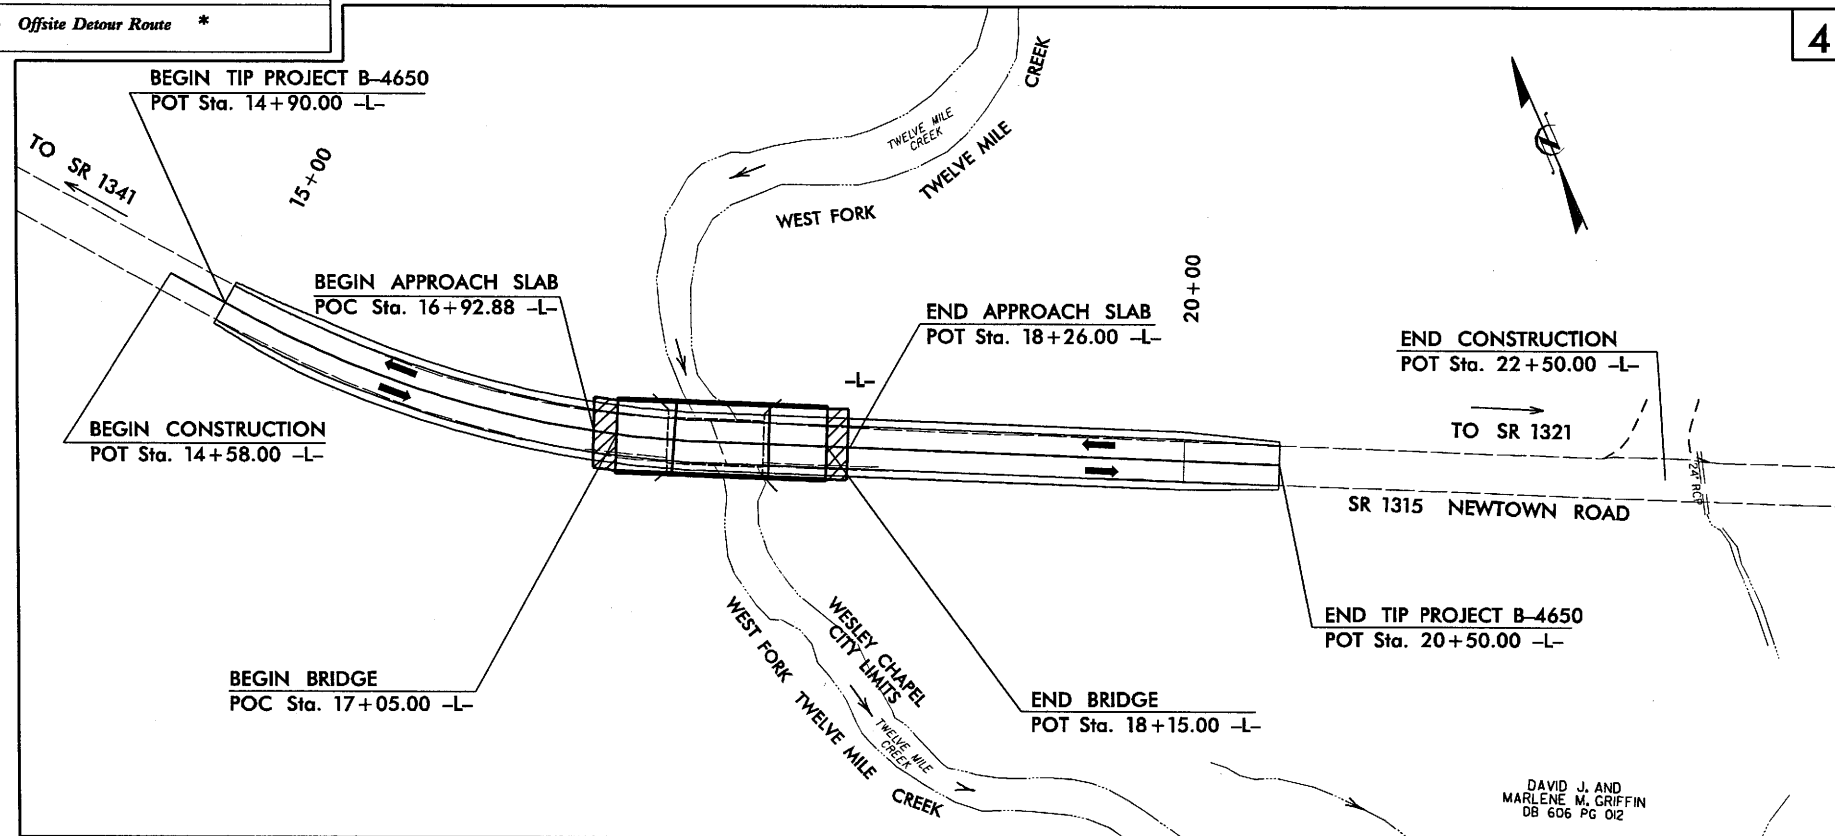 Offsite Detour Route *
4
BEGIN TIP PROJECT B-4650
POT Sta. 14+90.00 -L-
TO SR 1341
15+00
CREEK
TWELVE MILE
CREEK
TWELVE MILE
WEST FORK
BEGIN APPROACH SLAB
POC Sta. 16+92.88 -L-
20+00
END APPROACH SLAB
POT Sta. 18+26.00 -L-
END CONSTRUCTION
POT Sta. 22+50.00 -L-
-L-
BEGIN CONSTRUCTION
POT Sta. 14+58.00 -L-
TO SR 1321
24" RCP
SR 1315 NEWTOWN ROAD
WESLEY CHAPEL
CITY LIMITS
WEST FORK TWELVE MILE
CREEK
END TIP PROJECT B-4650
POT Sta. 20+50.00 -L-
BEGIN BRIDGE
POC Sta. 17+05.00 -L-
END BRIDGE
POT Sta. 18+15.00 -L-
TWELVE MILE
CREEK
DAVID J. AND
MARLENE M. GRIFFIN
DB 606 PG 012